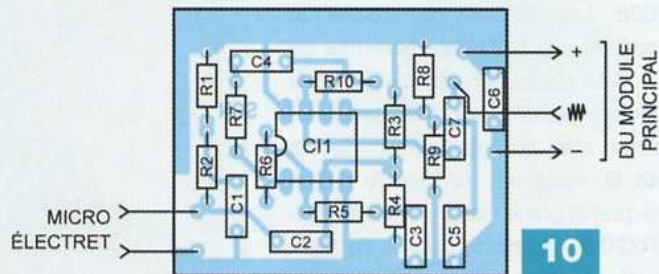 C4
R1
R7
R10
R8
C6
+
DU MODULE
PRINCIPAL
−
R3
C7
R9
CI1
R6
R2
C1
R5
R4
C2
C3
C5
MICRO
ÉLECTRET
10